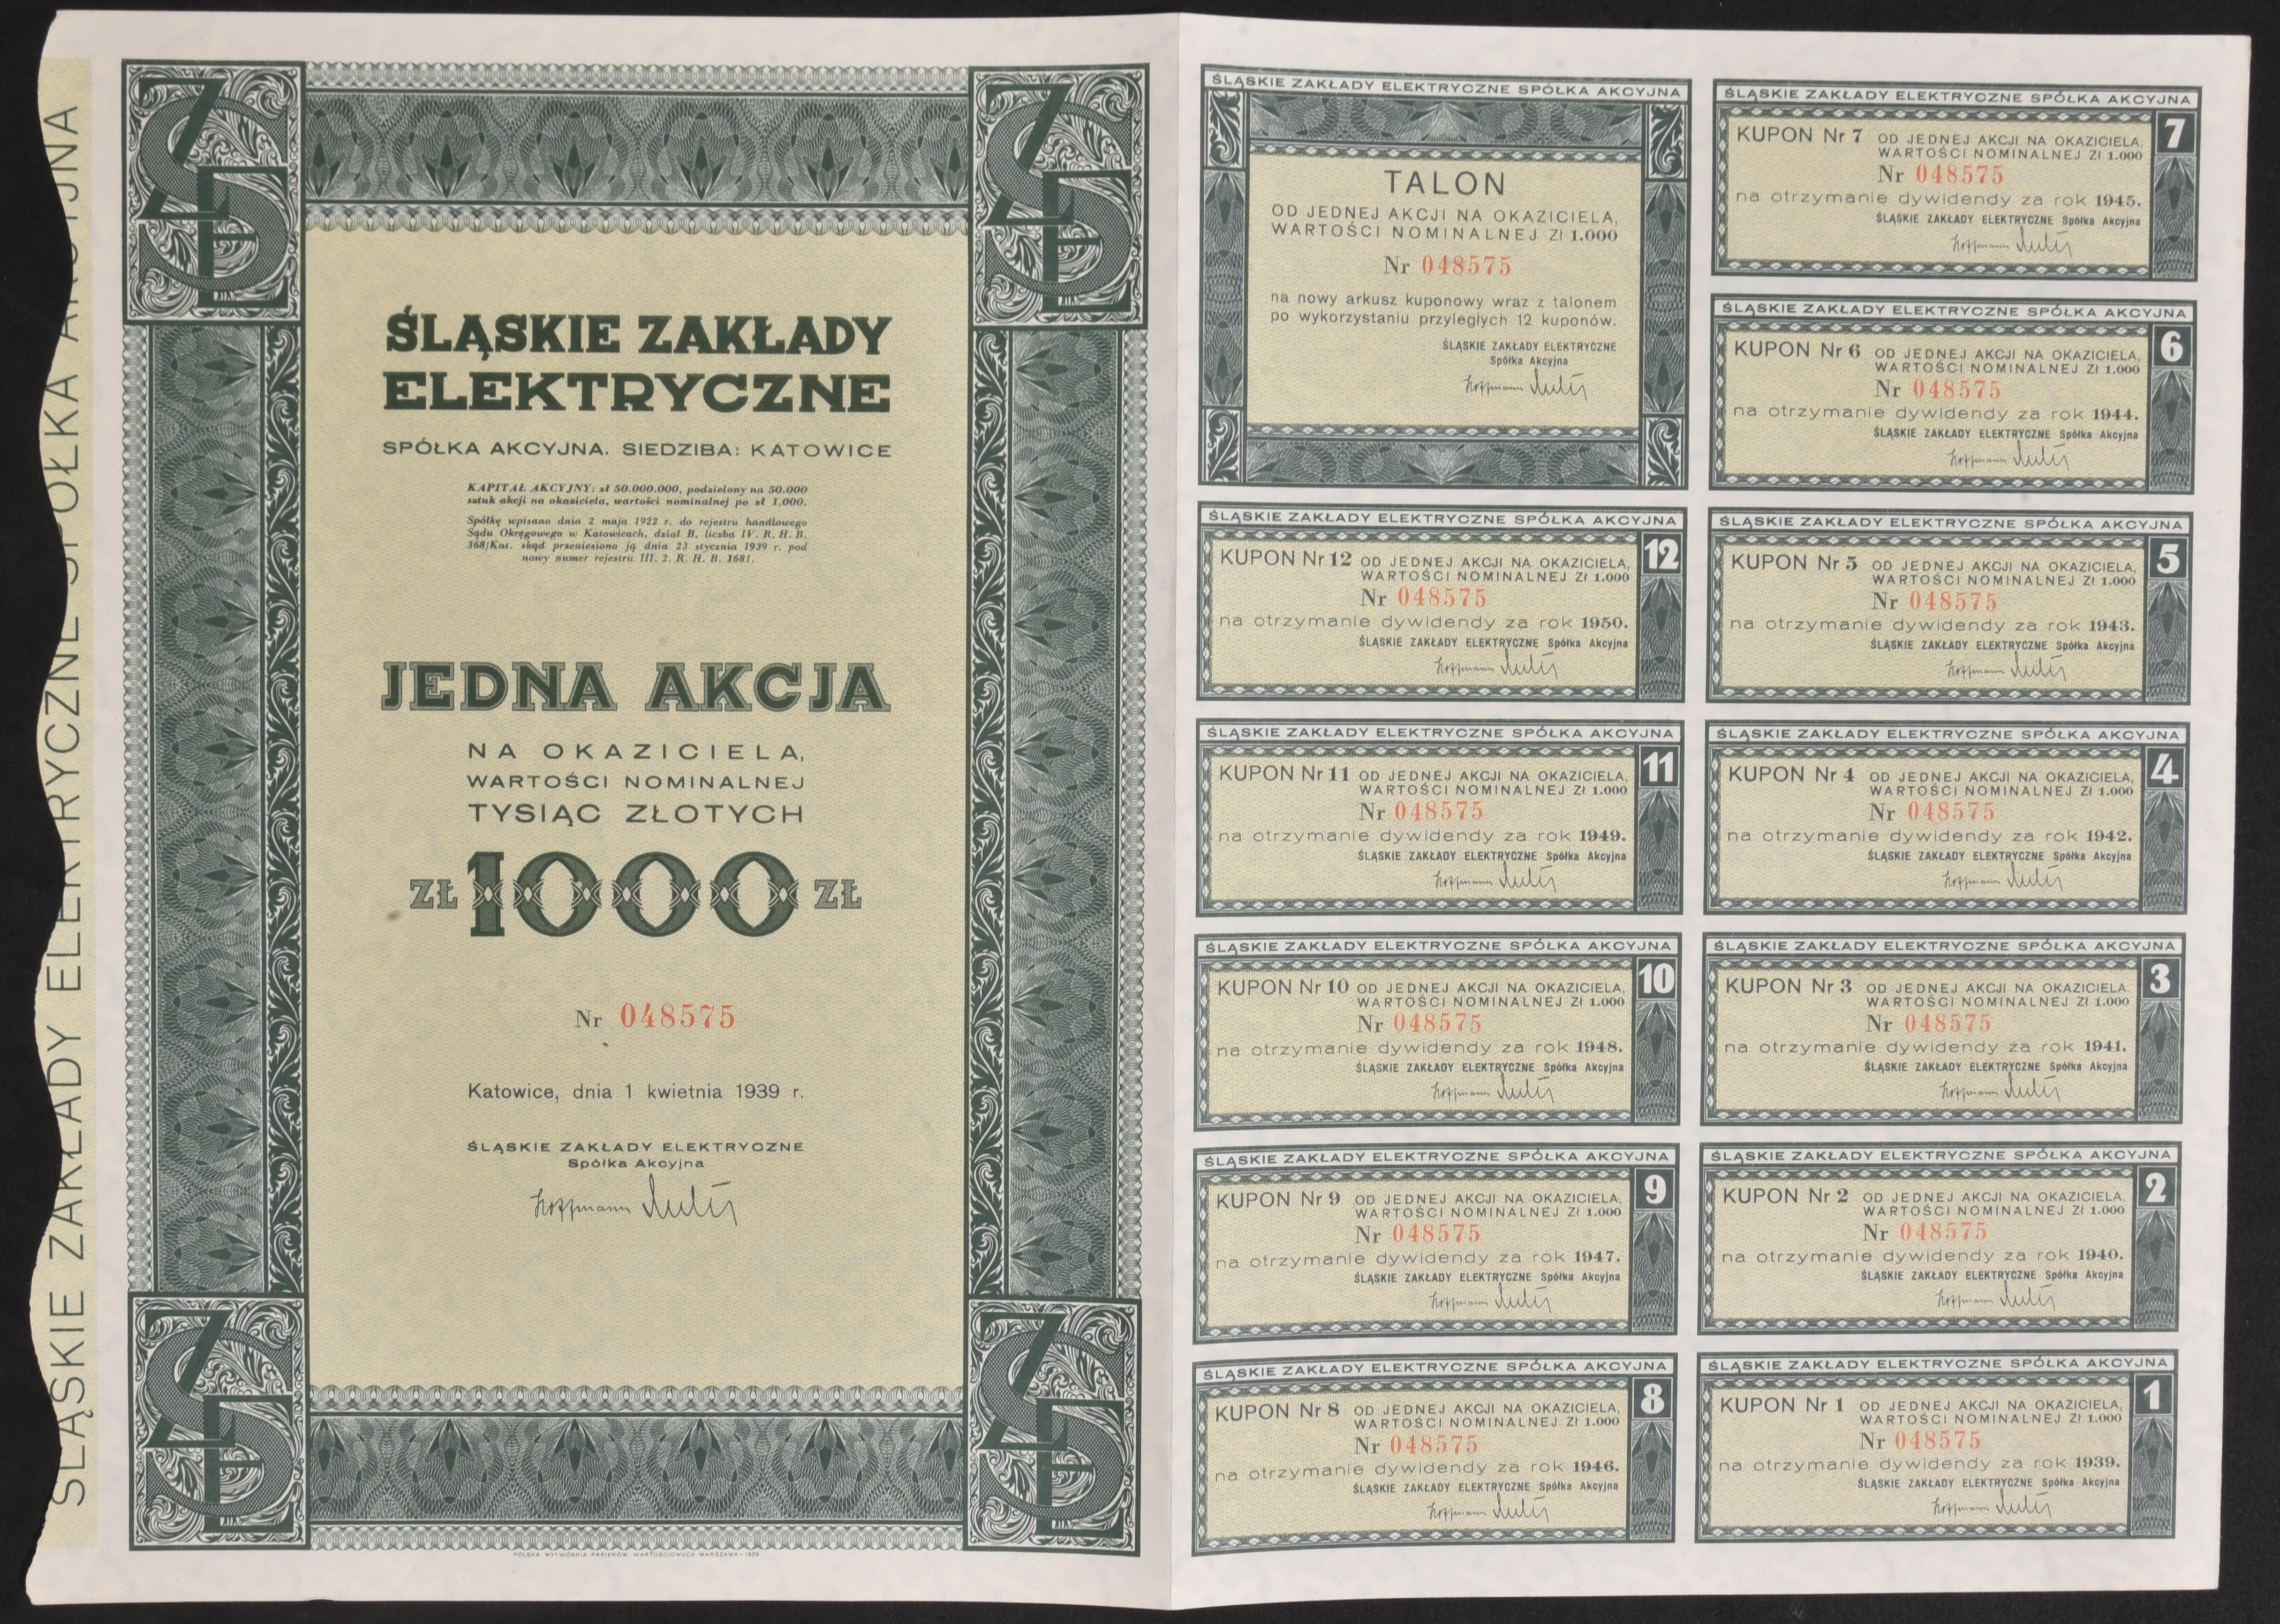 ŚLĄSKIE ZAKŁADY ELEKTRYCZNE SPÓŁKA AKCYJNA
ŚLĄSKIE ZAKŁADY
ELEKTRYCZNE
SPÓŁKA AKCYJNA. SIEDZIBA: KATOWICE
KAPITAŁ AKCYJNY: zł 50.000.000, podzielony na 50.000
sztuk akcji na okaziciela, wartości nominalnej po zł 1.000.
Spółkę wpisano dnia 2 maja 1922 r. do rejestru handlowego
Sądu Okręgowego w Katowicach, dział B. liczba IV. R. H. B.
368/Kat. skąd przeniesiono ją dnia 23 stycznia 1939 r. pod
nowy numer rejestru III. 2. R. H. B. 1681.
JEDNA AKCJA
NA OKAZICIELA,
WARTOŚCI NOMINALNEJ
TYSIĄC ZŁOTYCH
ZŁ 1000 ZŁ
Nr 048575
Katowice, dnia 1 kwietnia 1939 r.
ŚLĄSKIE ZAKŁADY ELEKTRYCZNE
Spółka Akcyjna
Hoffmann
POLSKA WYTWÓRNIA PAPIERÓW WARTOŚCIOWYCH WARSZAWA—1939
ŚLĄSKIE ZAKŁADY ELEKTRYCZNE SPÓŁKA AKCYJNA
TALON
OD JEDNEJ AKCJI NA OKAZICIELA,
WARTOŚCI NOMINALNEJ Zł 1.000
Nr 048575
na nowy arkusz kuponowy wraz z talonem
po wykorzystaniu przyległych 12 kuponów.
ŚLĄSKIE ZAKŁADY ELEKTRYCZNE
Spółka Akcyjna
Hoffmann
ŚLĄSKIE ZAKŁADY ELEKTRYCZNE SPÓŁKA AKCYJNA
KUPON Nr 12 OD JEDNEJ AKCJI NA OKAZICIELA, 12
WARTOŚCI NOMINALNEJ Zł 1.000
Nr 048575
na otrzymanie dywidendy za rok 1950.
ŚLĄSKIE ZAKŁADY ELEKTRYCZNE Spółka Akcyjna
Hoffmann
ŚLĄSKIE ZAKŁADY ELEKTRYCZNE SPÓŁKA AKCYJNA
KUPON Nr 11 OD JEDNEJ AKCJI NA OKAZICIELA, 11
WARTOŚCI NOMINALNEJ Zł 1.000
Nr 048575
na otrzymanie dywidendy za rok 1949.
ŚLĄSKIE ZAKŁADY ELEKTRYCZNE Spółka Akcyjna
Hoffmann
ŚLĄSKIE ZAKŁADY ELEKTRYCZNE SPÓŁKA AKCYJNA
KUPON Nr 10 OD JEDNEJ AKCJI NA OKAZICIELA, 10
WARTOŚCI NOMINALNEJ Zł 1.000
Nr 048575
na otrzymanie dywidendy za rok 1948.
ŚLĄSKIE ZAKŁADY ELEKTRYCZNE Spółka Akcyjna
Hoffmann
ŚLĄSKIE ZAKŁADY ELEKTRYCZNE SPÓŁKA AKCYJNA
KUPON Nr 9 OD JEDNEJ AKCJI NA OKAZICIELA, 9
WARTOŚCI NOMINALNEJ Zł 1.000
Nr 048575
na otrzymanie dywidendy za rok 1947.
ŚLĄSKIE ZAKŁADY ELEKTRYCZNE Spółka Akcyjna
Hoffmann
ŚLĄSKIE ZAKŁADY ELEKTRYCZNE SPÓŁKA AKCYJNA
KUPON Nr 8 OD JEDNEJ AKCJI NA OKAZICIELA, 8
WARTOŚCI NOMINALNEJ Zł 1.000
Nr 048575
na otrzymanie dywidendy za rok 1946.
ŚLĄSKIE ZAKŁADY ELEKTRYCZNE Spółka Akcyjna
Hoffmann
ŚLĄSKIE ZAKŁADY ELEKTRYCZNE SPÓŁKA AKCYJNA
KUPON Nr 7 OD JEDNEJ AKCJI NA OKAZICIELA, 7
WARTOŚCI NOMINALNEJ Zł 1.000
Nr 048575
na otrzymanie dywidendy za rok 1945.
ŚLĄSKIE ZAKŁADY ELEKTRYCZNE Spółka Akcyjna
Hoffmann
ŚLĄSKIE ZAKŁADY ELEKTRYCZNE SPÓŁKA AKCYJNA
KUPON Nr 6 OD JEDNEJ AKCJI NA OKAZICIELA, 6
WARTOŚCI NOMINALNEJ Zł 1.000
Nr 048575
na otrzymanie dywidendy za rok 1944.
ŚLĄSKIE ZAKŁADY ELEKTRYCZNE Spółka Akcyjna
Hoffmann
ŚLĄSKIE ZAKŁADY ELEKTRYCZNE SPÓŁKA AKCYJNA
KUPON Nr 5 OD JEDNEJ AKCJI NA OKAZICIELA, 5
WARTOŚCI NOMINALNEJ Zł 1.000
Nr 048575
na otrzymanie dywidendy za rok 1943.
ŚLĄSKIE ZAKŁADY ELEKTRYCZNE Spółka Akcyjna
Hoffmann
ŚLĄSKIE ZAKŁADY ELEKTRYCZNE SPÓŁKA AKCYJNA
KUPON Nr 4 OD JEDNEJ AKCJI NA OKAZICIELA, 4
WARTOŚCI NOMINALNEJ Zł 1.000
Nr 048575
na otrzymanie dywidendy za rok 1942.
ŚLĄSKIE ZAKŁADY ELEKTRYCZNE Spółka Akcyjna
Hoffmann
ŚLĄSKIE ZAKŁADY ELEKTRYCZNE SPÓŁKA AKCYJNA
KUPON Nr 3 OD JEDNEJ AKCJI NA OKAZICIELA. 3
WARTOŚCI NOMINALNEJ Zł 1.000
Nr 048575
na otrzymanie dywidendy za rok 1941.
ŚLĄSKIE ZAKŁADY ELEKTRYCZNE Spółka Akcyjna
Hoffmann
ŚLĄSKIE ZAKŁADY ELEKTRYCZNE SPÓŁKA AKCYJNA
KUPON Nr 2 OD JEDNEJ AKCJI NA OKAZICIELA. 2
WARTOŚCI NOMINALNEJ Zł 1.000
Nr 048575
na otrzymanie dywidendy za rok 1940.
ŚLĄSKIE ZAKŁADY ELEKTRYCZNE Spółka Akcyjna
Hoffmann
ŚLĄSKIE ZAKŁADY ELEKTRYCZNE SPÓŁKA AKCYJNA
KUPON Nr 1 OD JEDNEJ AKCJI NA OKAZICIELA, 1
WARTOŚCI NOMINALNEJ Zł 1.000
Nr 048575
na otrzymanie dywidendy za rok 1939.
ŚLĄSKIE ZAKŁADY ELEKTRYCZNE Spółka Akcyjna
Hoffmann